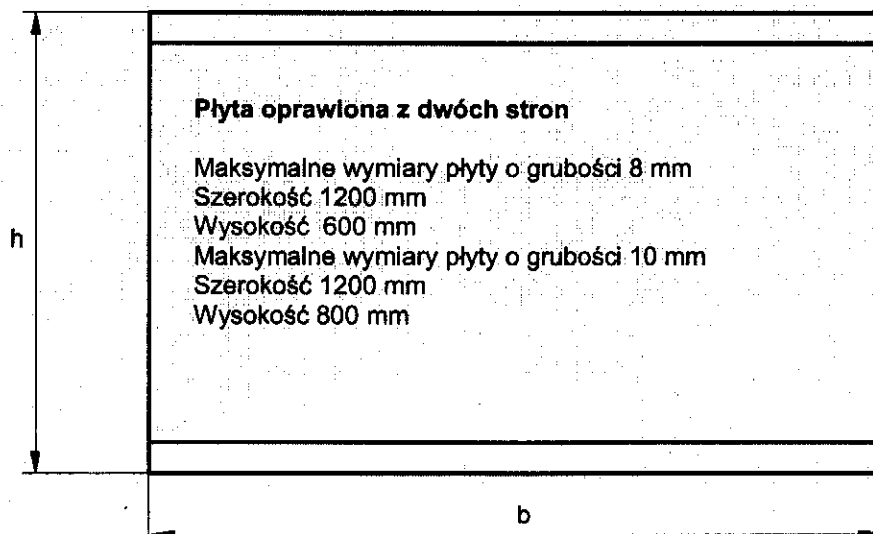 Płyta oprawiona z dwóch stron
Maksymalne wymiary płyty o grubości 8 mm
Szerokość 1200 mm
Wysokość 600 mm
h
Maksymalne wymiary płyty o grubości 10 mm
Szerokość 1200 mm
Wysokość 800 mm
b